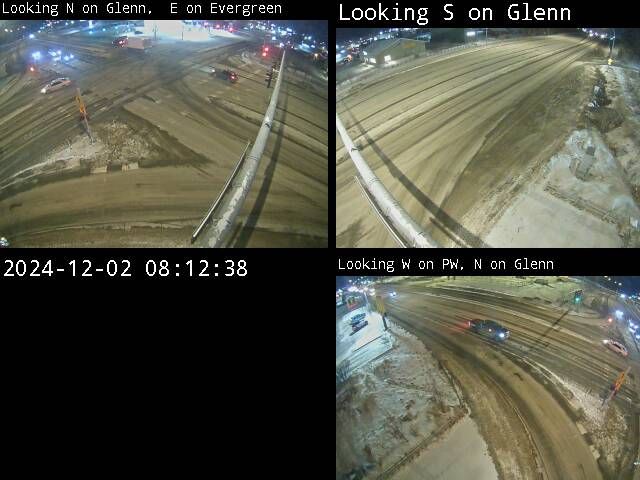 Looking N on Glenn, E on Evergreen
Looking S on Glenn
2024-12-02 08:12:38
Looking W on PW, N on Glenn